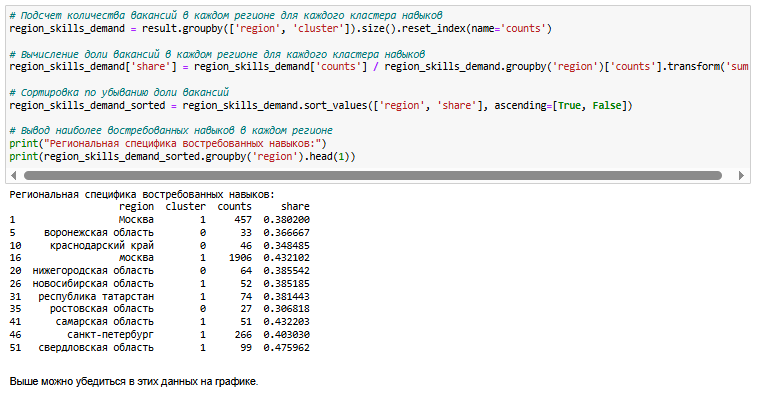 # Подсчет количества вакансий в каждом регионе для каждого кластера навыков
region_skills_demand = result.groupby(['region', 'cluster']).size().reset_index(name='counts')
# Вычисление доли вакансий в каждом регионе для каждого кластера навыков
region_skills_demand['share'] = region_skills_demand['counts'] / region_skills_demand.groupby('region')['counts'].transform('sum
# Сортировка по убыванию доли вакансий
region_skills_demand_sorted = region_skills_demand.sort_values(['region', 'share'], ascending=[True, False])
# Вывод наиболее востребованных навыков в каждом регионе
print("Региональная специфика востребованных навыков:")
print(region_skills_demand_sorted.groupby('region').head(1))
Региональная специфика востребованных навыков:
region cluster counts share
1 Москва 1 457 0.380200
5 воронежская область 0 33 0.366667
10 краснодарский край 0 46 0.348485
16 москва 1 1906 0.432102
20 нижегородская область 0 64 0.385542
26 новосибирская область 1 52 0.385185
31 республика татарстан 1 74 0.381443
35 ростовская область 0 27 0.306818
41 самарская область 1 51 0.432203
46 санкт-петербург 1 266 0.403030
51 свердловская область 1 99 0.475962
Выше можно убедиться в этих данных на графике.